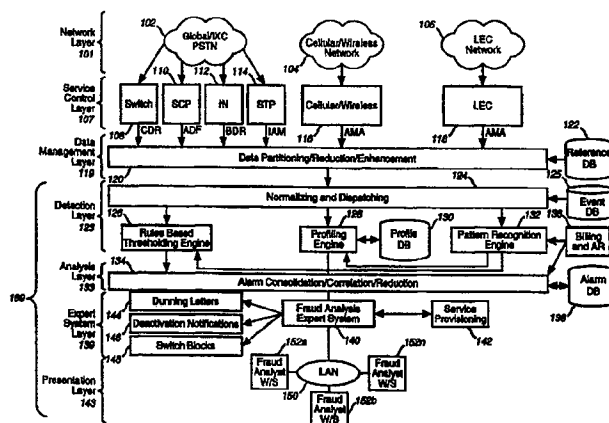 Network
Layer
101
102
Global/IXC
PSTN
104
Cellular/Wireless
Network
106
LEC
Network
Service
Control
Layer
107
110
112
114
Switch
SCP
IN
STP
Cellular/Wireless
LEC
108
CDR
ADF
BDR
IAM
116
AMA
118
AMA
122
Data
Management
Layer
119
Data Partitioning/Reduction/Enhancement
Reference
DB
120
124
125
Normalizing and Dispatching
Event
DB
Detection
Layer
123
126
Rules Based
Thresholding Engine
128
Profiling
Engine
130
Profile
DB
132
Pattern Recognition
Engine
136
Billing
and AR
Analysis
Layer
133
134
Alarm Consolidation/Correlation/Reduction
Alarm
DB
138
Expert
System
Layer
139
144
Dunning Letters
146
Deactivation Notifications
148
Switch Blocks
Fraud Analysis
Expert System
140
Service
Provisioning
142
Presentation
Layer
143
152a
Fraud
Analyst
W/S
LAN
150
152n
Fraud
Analyst
W/S
Fraud
Analyst
W/S
152b